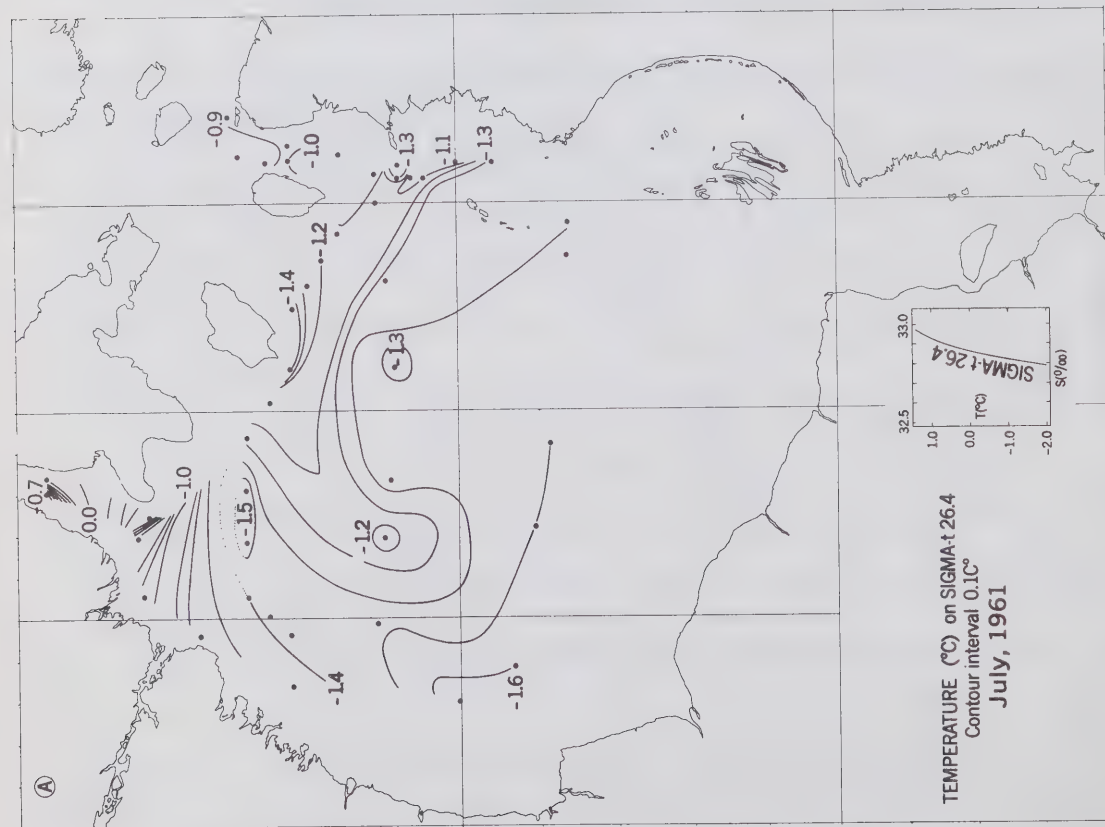 A
+0.7
0.0
-1.0
-1.5
-1.2
-1.4
-1.6
-1.3
-1.4
-1.2
-0.9
-1.0
-1.3
-1.1
-1.3
TEMPERATURE (°C) on SIGMA-t 26.4
Contour interval 0.1C°
July, 1961
32.5 33.0
1.0
0.0
-1.0
-2.0
T(°C)
SIGMA-t 26.4
S(‰)